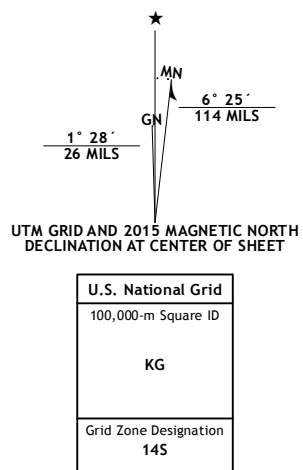 ★
MN
GN
6° 25´
114 MILS
1° 28´
26 MILS
UTM GRID AND 2015 MAGNETIC NORTH
DECLINATION AT CENTER OF SHEET
U.S. National Grid
100,000-m Square ID
KG
Grid Zone Designation
14S